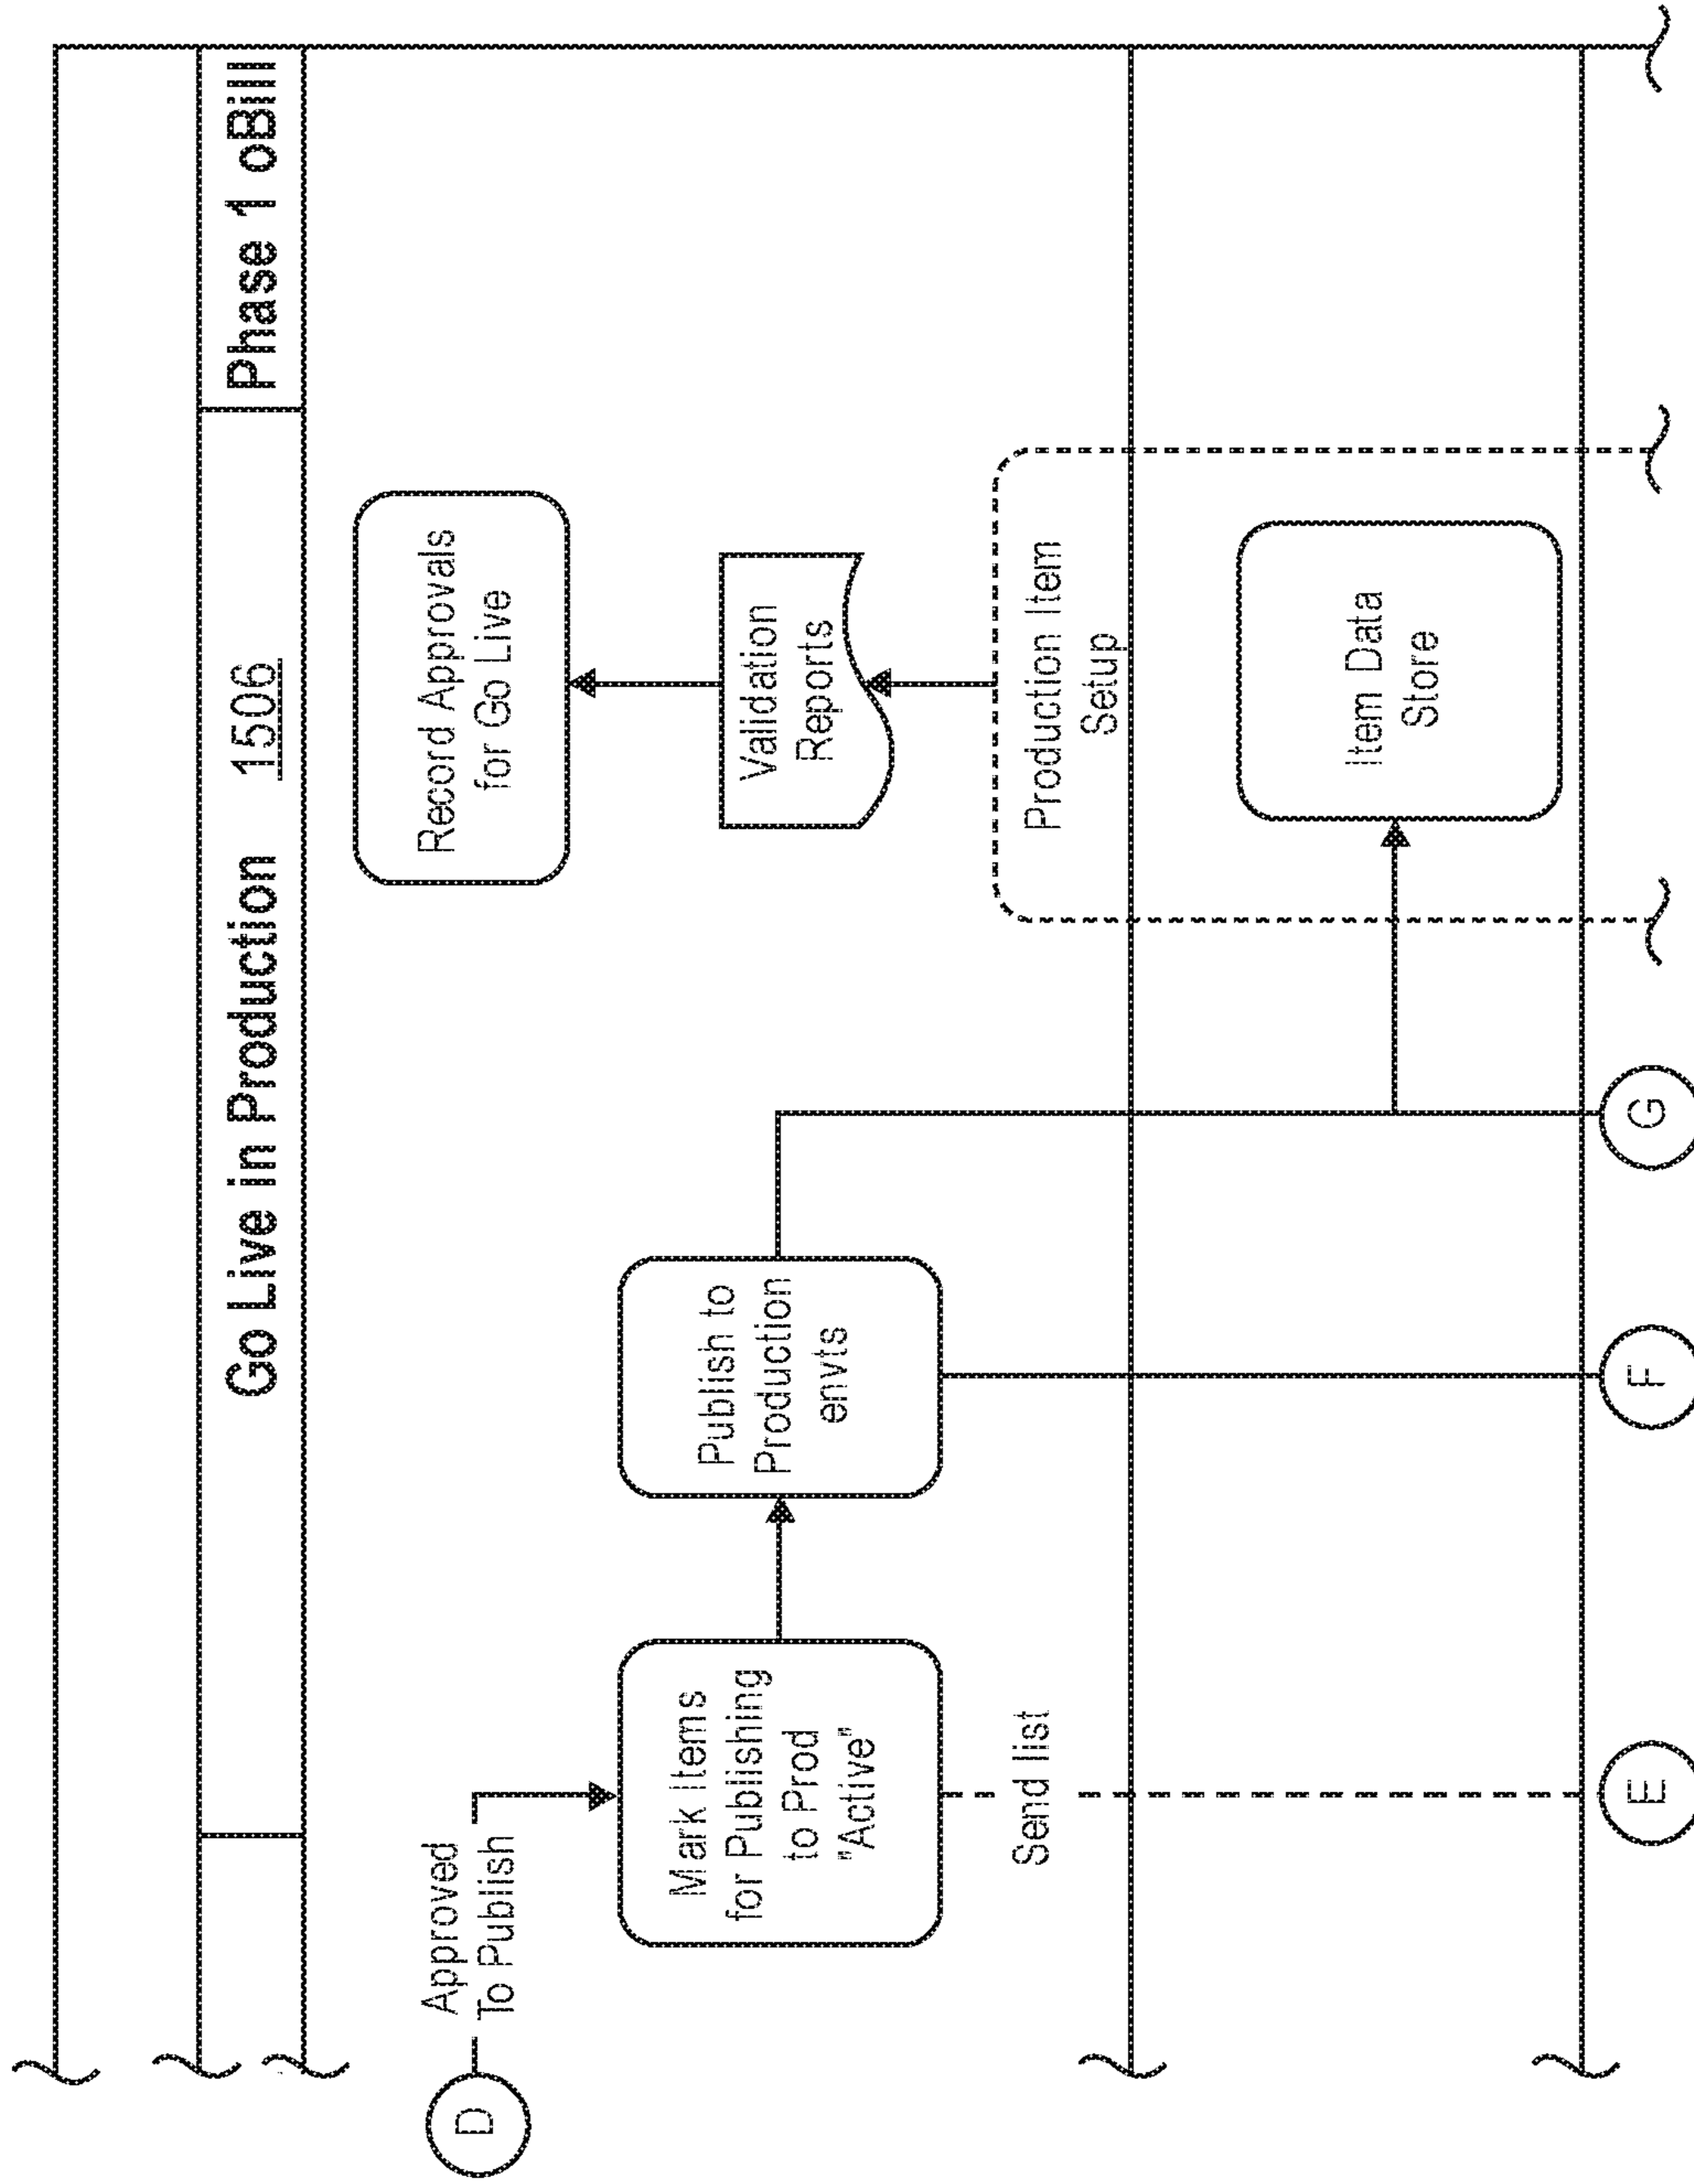 Go Live in Production 1506
Phase 1 oBill
D
Approved
To Publish
Mark Items
for Publishing
to Prod
"Active"
Send list
Publish to
Production
envts
Record Approvals
for Go Live
Validation
Reports
Production Item
Setup
Item Data
Store
E
F
G